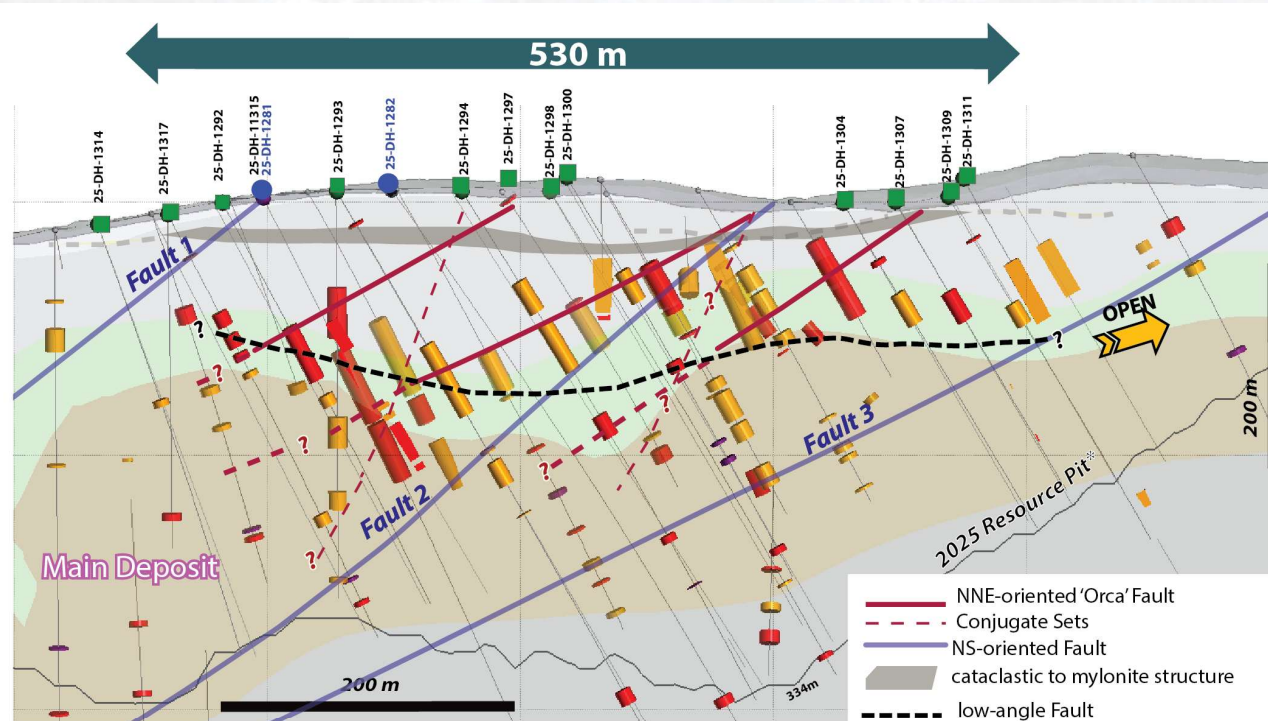 530 m
25-DH-1314
25-DH-1317
25-DH-1292
25-DH-11315
25-DH-1281
25-DH-1293
25-DH-1282
25-DH-1294
25-DH-1297
25-DH-1298
25-DH-1300
25-DH-1304
25-DH-1307
25-DH-1309
25-DH-1311
Fault 1
?
?
?
?
Fault 2
?
?
?
Fault 3
?
OPEN
200 m
2025 Resource Pit*
Main Deposit
200 m
334m
NNE-oriented 'Orca' Fault
Conjugate Sets
NS-oriented Fault
cataclastic to mylonite structure
low-angle Fault